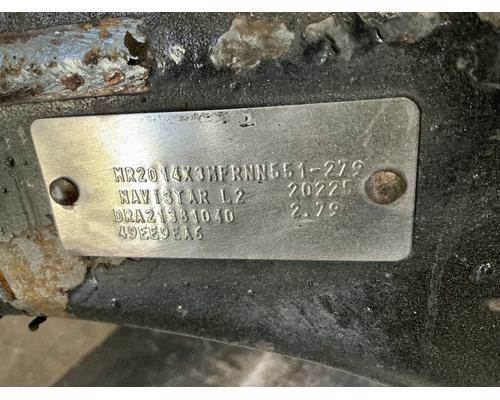 MR2014X3MFRNN551-279
NAVISTAR L2 20225
DRA21381040 2.79
49EE9EA6